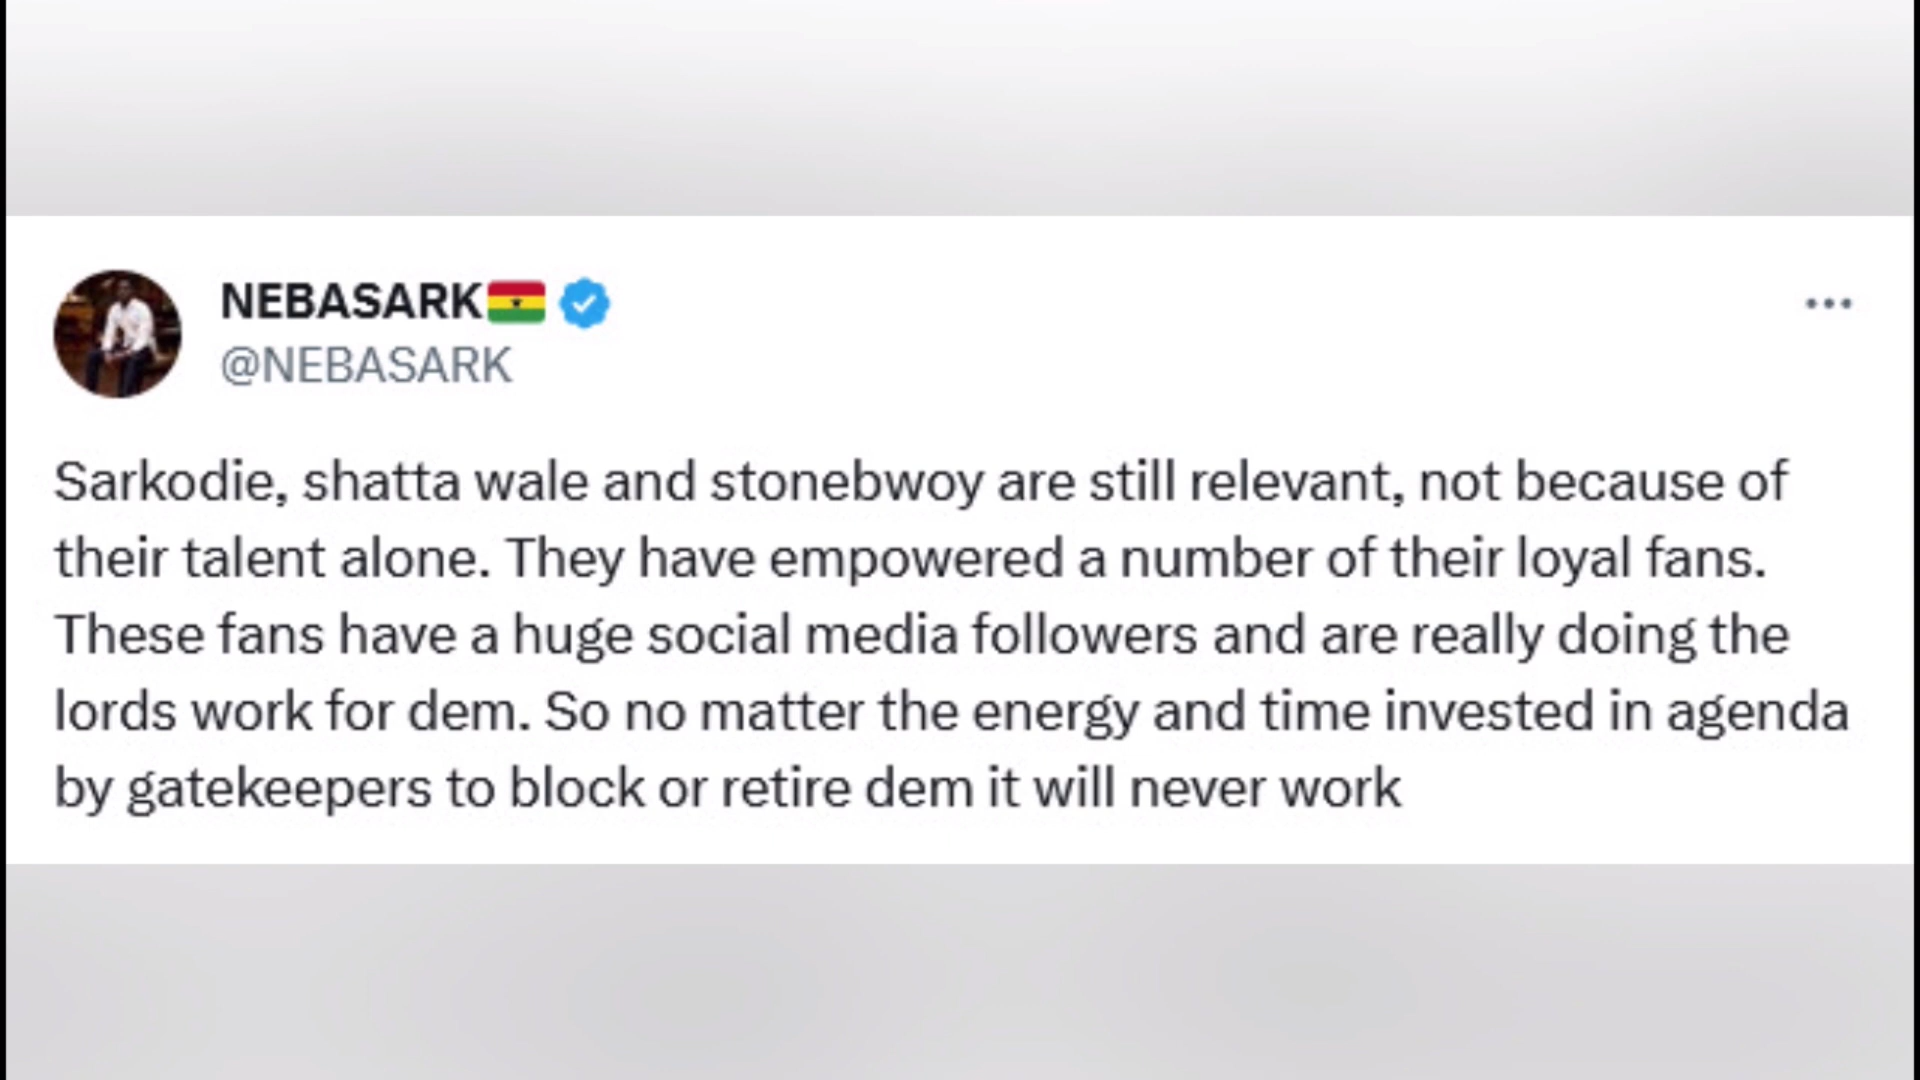 NEBASARK🇬🇭
@NEBASARK
Sarkodie, shatta wale and stonebwoy are still relevant, not because of
their talent alone. They have empowered a number of their loyal fans.
These fans have a huge social media followers and are really doing the
lords work for dem. So no matter the energy and time invested in agenda
by gatekeepers to block or retire dem it will never work